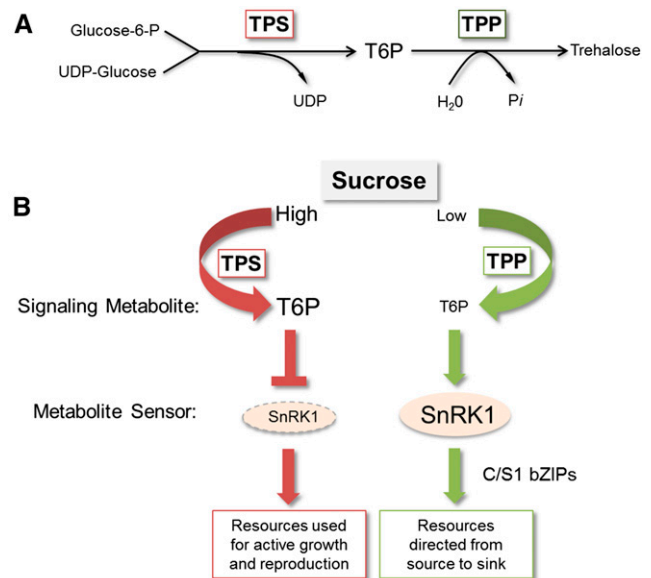 A
Glucose-6-P
UDP-Glucose
TPS
UDP
T6P
TPP
H₂0
Pi
Trehalose
B
Sucrose
High
Low
TPS
TPP
Signaling Metabolite:
T6P
T6P
Metabolite Sensor:
SnRK1
SnRK1
C/S1 bZIPs
Resources used
for active growth
and reproduction
Resources
directed from
source to sink